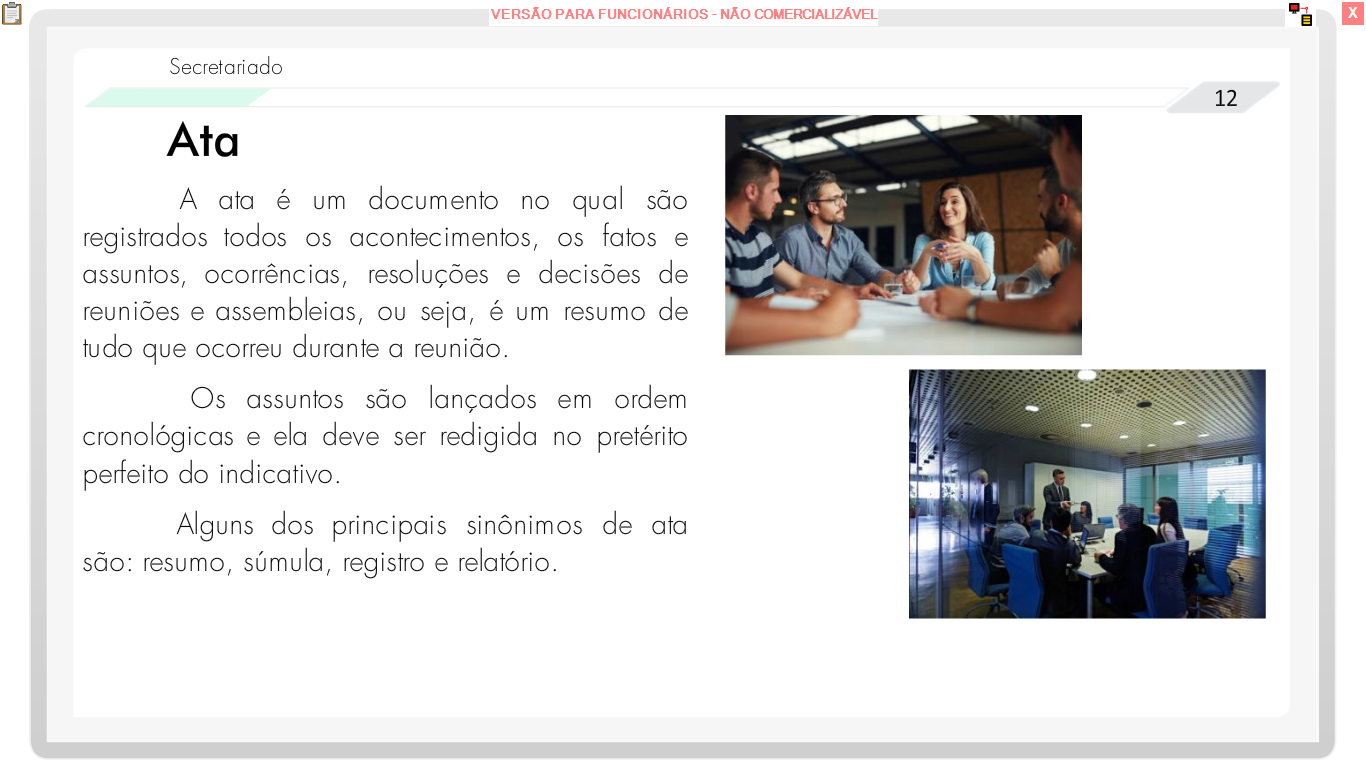 VERSÃO PARA FUNCIONÁRIOS - NÃO COMERCIALIZÁVEL
X
Secretariado
12
Ata
A ata é um documento no qual são
registrados todos os acontecimentos, os fatos e
assuntos, ocorrências, resoluções e decisões de
reuniões e assembleias, ou seja, é um resumo de
tudo que ocorreu durante a reunião.
Os assuntos são lançados em ordem
cronológicas e ela deve ser redigida no pretérito
perfeito do indicativo.
Alguns dos principais sinônimos de ata
são: resumo, súmula, registro e relatório.